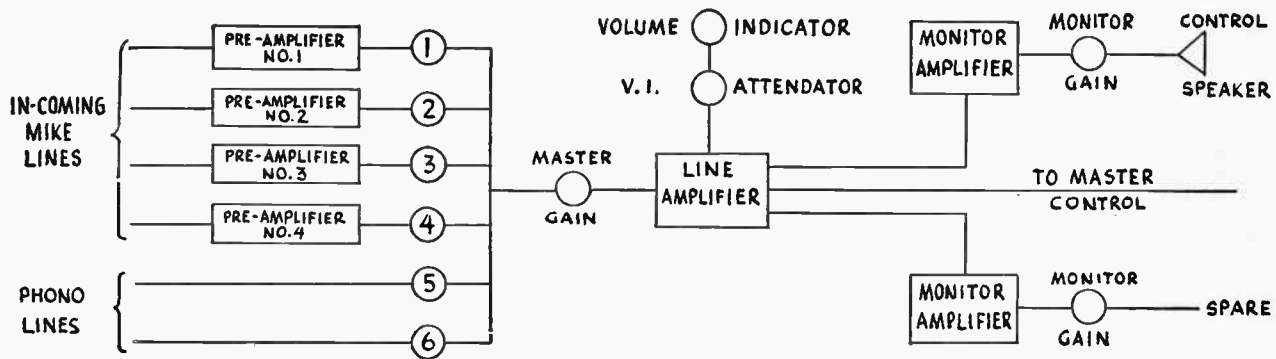 IN-COMING
MIKE
LINES
PRE-AMPLIFIER
NO.1
1
PRE-AMPLIFIER
NO.2
2
PRE-AMPLIFIER
NO.3
3
PRE-AMPLIFIER
NO.4
4
PHONO
LINES
5
6
MASTER
GAIN
VOLUME INDICATOR
V.I. ATTENDATOR
LINE
AMPLIFIER
MONITOR
AMPLIFIER
MONITOR
GAIN
CONTROL
SPEAKER
TO MASTER
CONTROL
MONITOR
AMPLIFIER
MONITOR
GAIN
SPARE